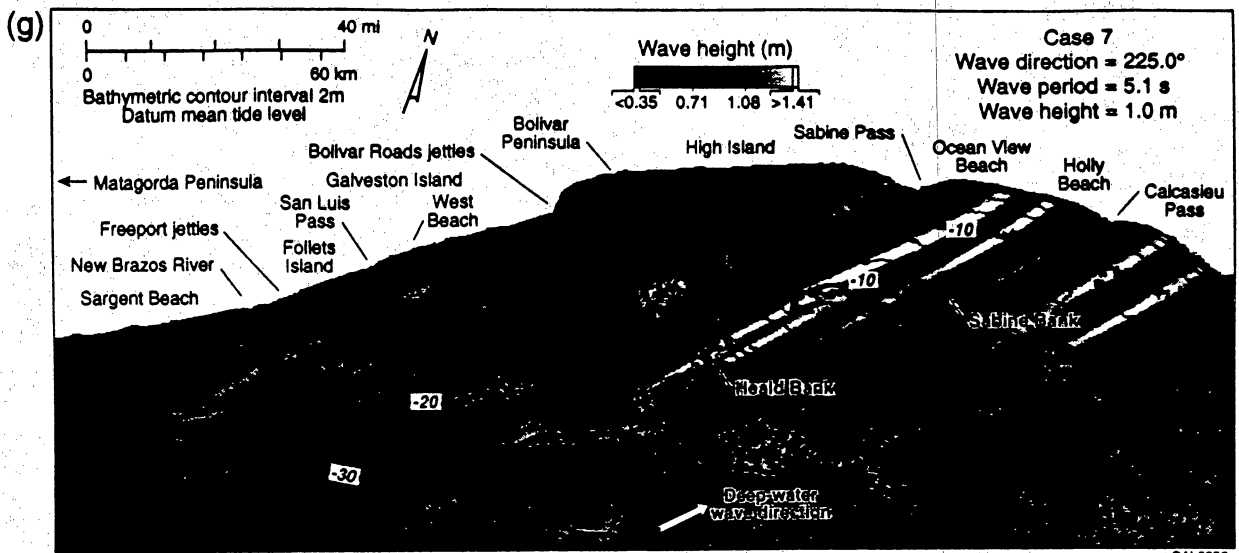 (g)
0 40 mi
0 60 km
Bathymetric contour interval 2m
Datum mean tide level
N
Wave height (m)
<0.35 0.71 1.08 >1.41
Case 7
Wave direction = 225.0°
Wave period = 5.1 s
Wave height = 1.0 m
Matagorda Peninsula
Sargent Beach
New Brazos River
Freeport jetties
Follets
Island
San Luis
Pass
Galveston Island
West
Beach
Bolivar Roads jetties
Bolivar
Peninsula
High Island
Sabine Pass
Ocean View
Beach
Holly
Beach
Calcasieu
Pass
-10
-10
Sabine Bank
Heald Bank
-20
-30
Deep-water
wave direction